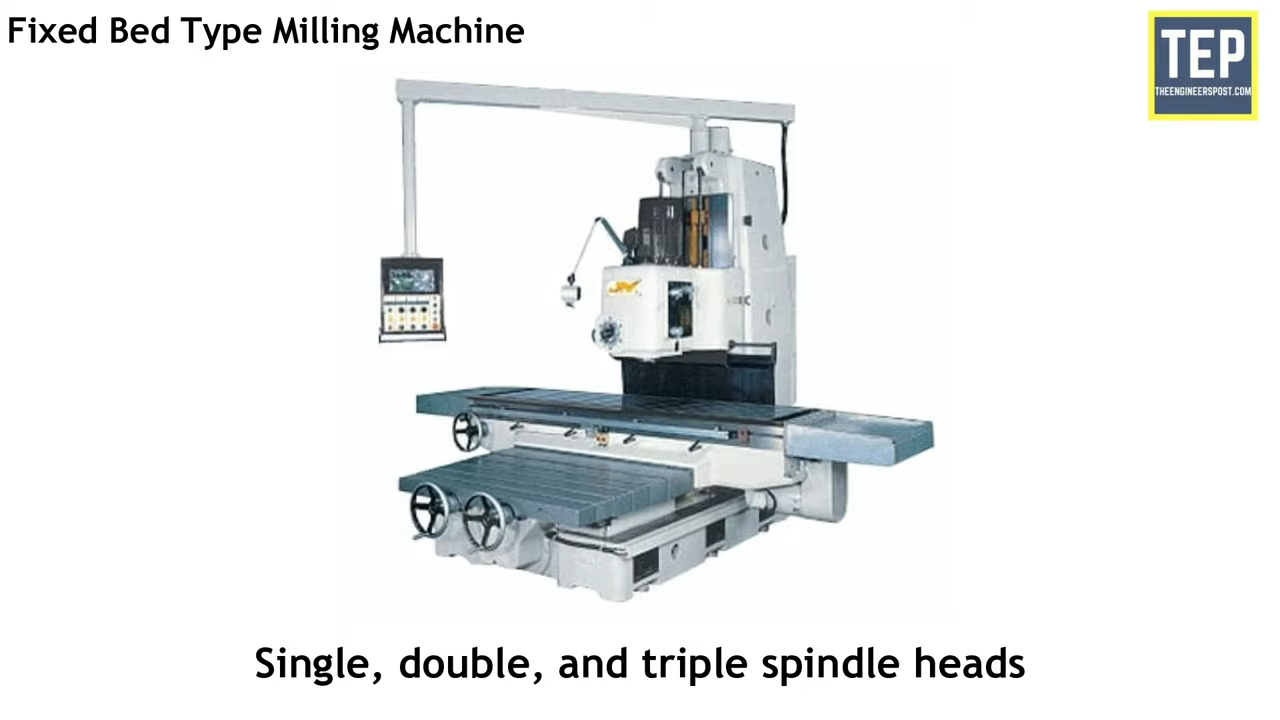 Fixed Bed Type Milling Machine
TEP
THEENGINEERSPOST.COM
Single, double, and triple spindle heads